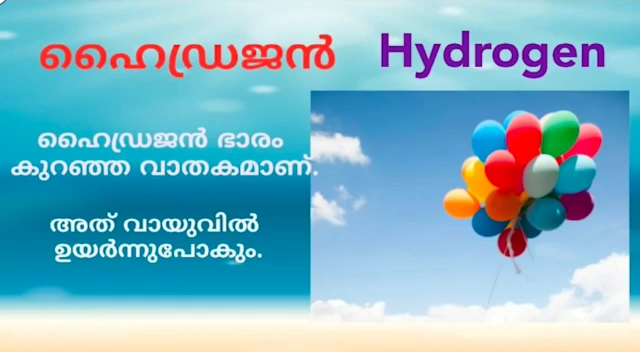 ഹൈഡ്രജൻ Hydrogen
ഹൈഡ്രജൻ ഭാരം
കുറഞ്ഞ വാതകമാണ്.
അത് വായുവിൽ
ഉയർന്നുപോകും.